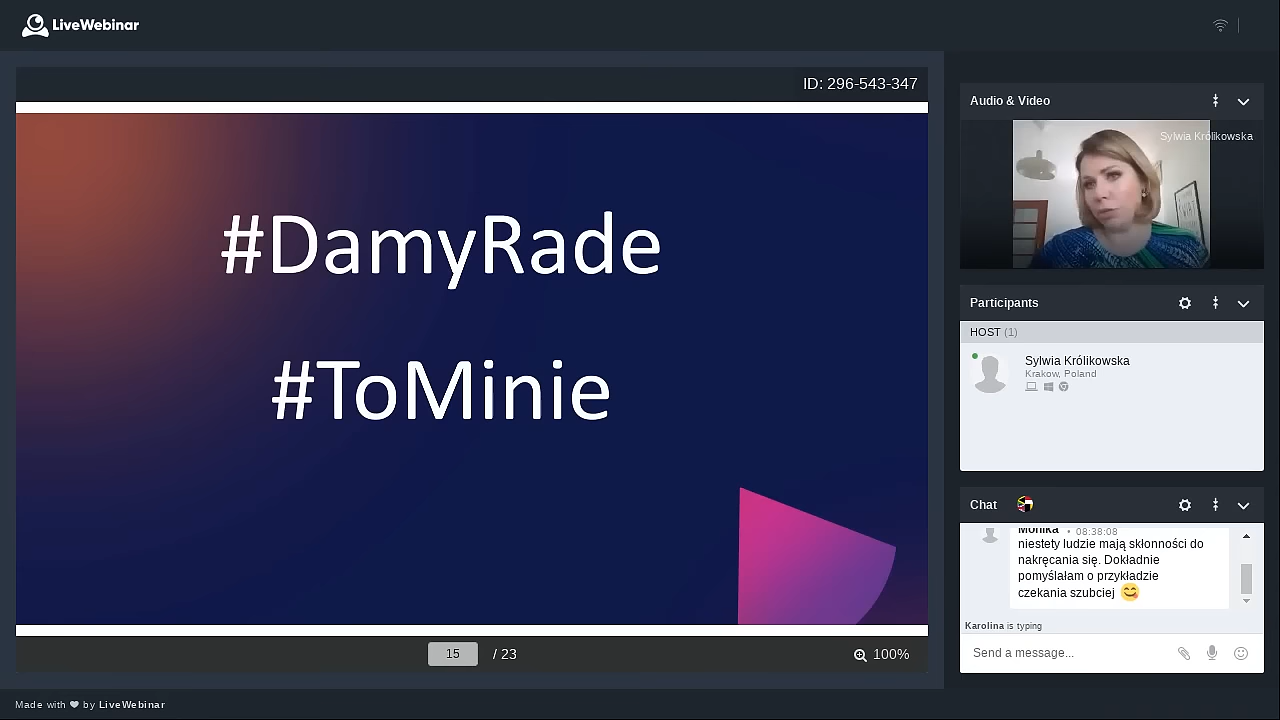 LiveWebinar
ID: 296-543-347
#DamyRade
#ToMinie
15 / 23
100%
Audio & Video
Sylwia Królikowska
Participants
HOST (1)
Sylwia Królikowska
Krakow, Poland
Chat
Monika • 08:38:08
niestety ludzie mają skłonności do
nakręcania się. Dokładnie
pomyślałam o przykładzie
czekania szubciej 😋
Karolina is typing
Send a message...
Made with ❤ by LiveWebinar